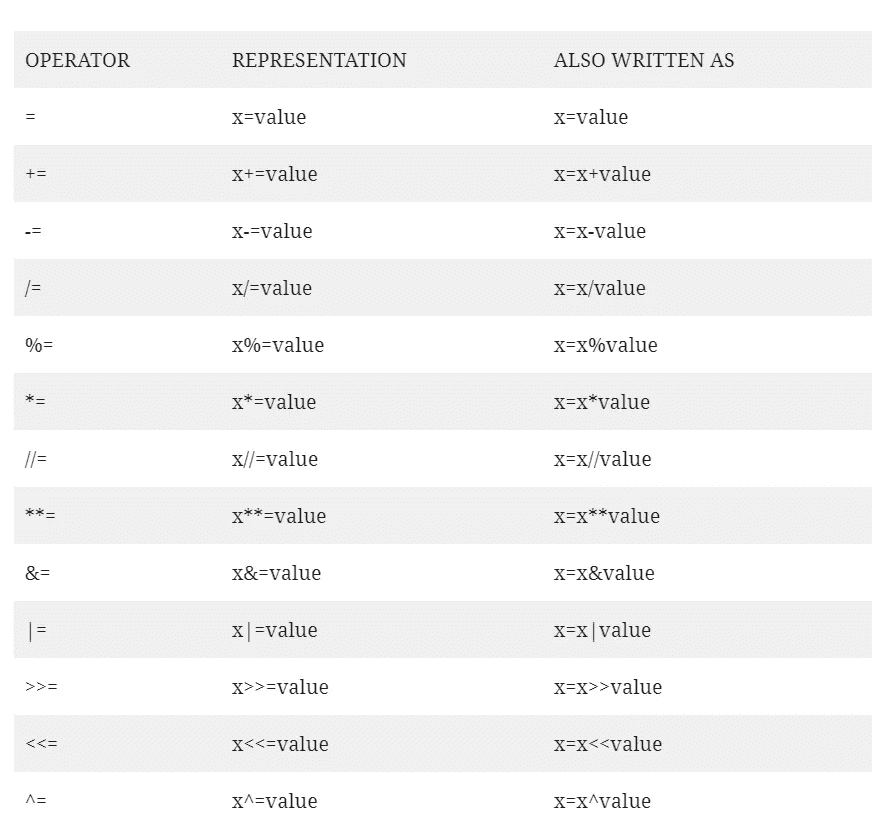 OPERATOR REPRESENTATION ALSO WRITTEN AS
= x=value x=value
+= x+=value x=x+value
-= x-=value x=x-value
/= x/=value x=x/value
%= x%=value x=x%value
*= x*=value x=x*value
//= x//=value x=x//value
**= x**=value x=x**value
&= x&=value x=x&value
|= x|=value x=x|value
>>= x>>=value x=x>>value
<<= x<<=value x=x<<value
^= x^=value x=x^value